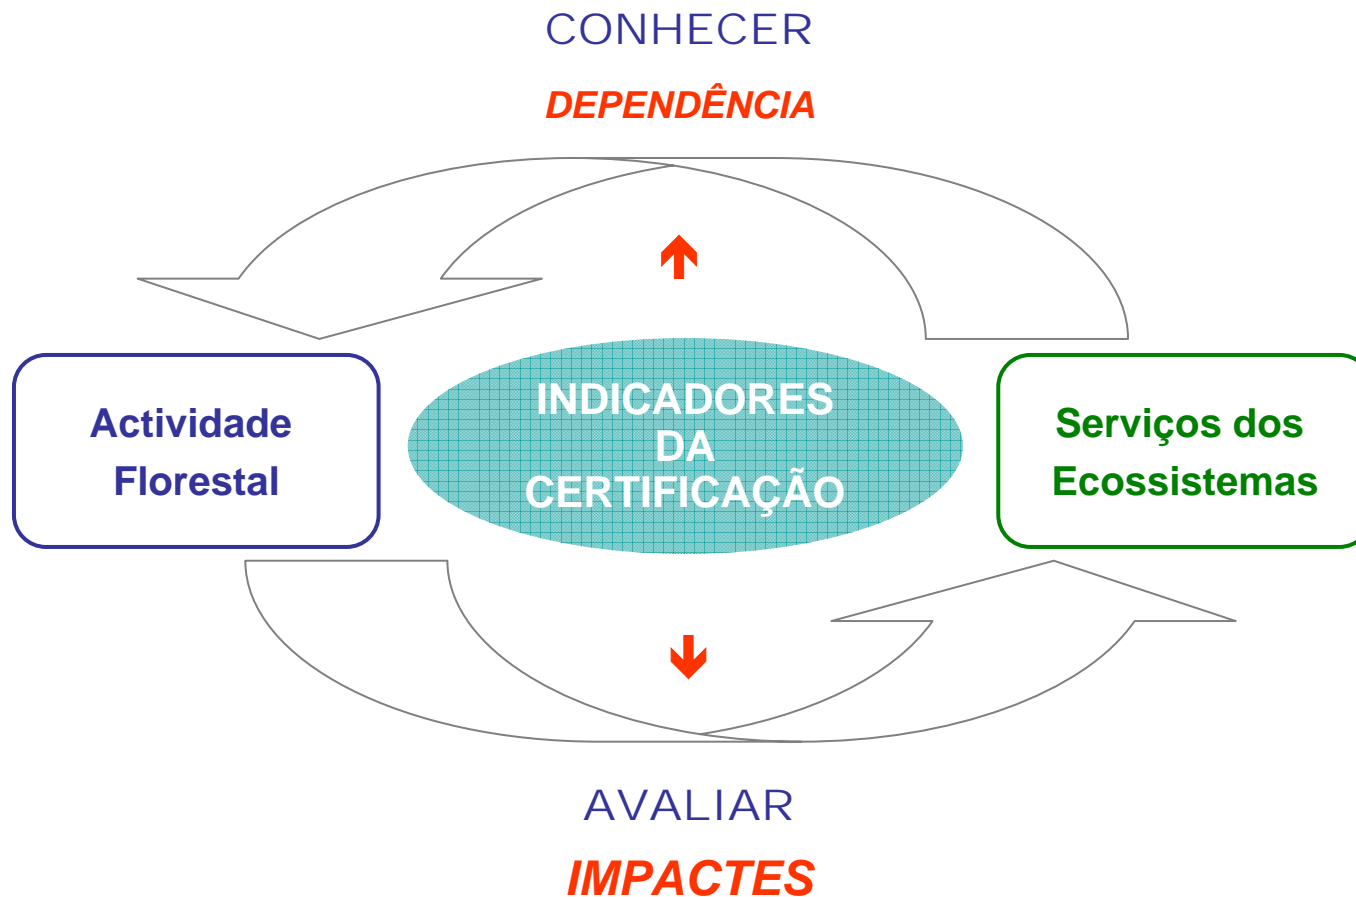 CONHECER
DEPENDÊNCIA
Actividade
Florestal
INDICADORES
DA
CERTIFICAÇÃO
Serviços dos
Ecossistemas
AVALIAR
IMPACTES